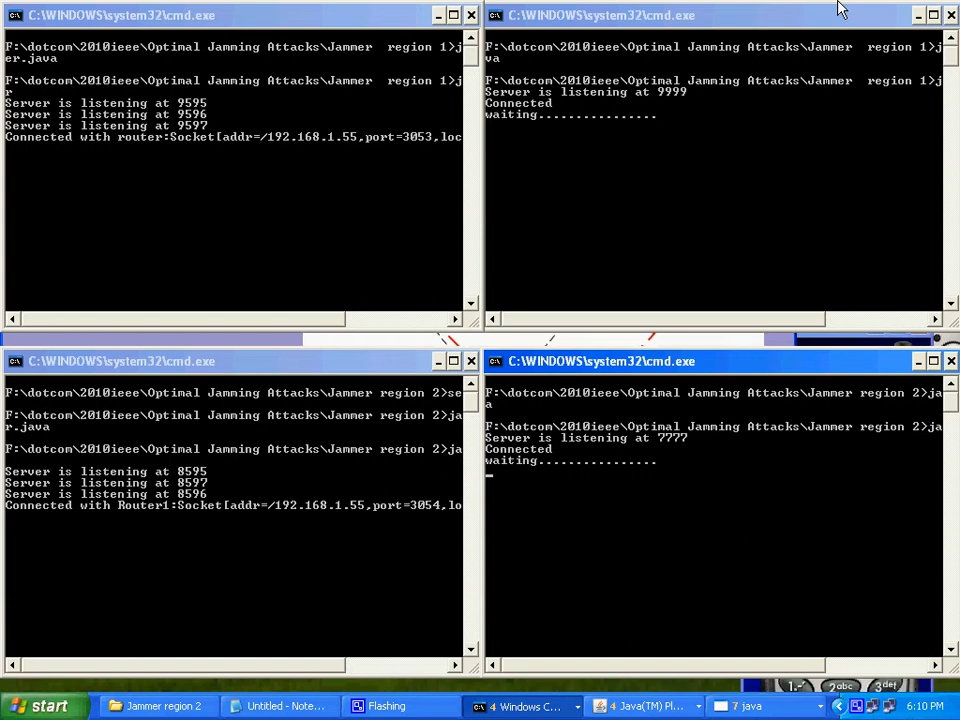 C:\WINDOWS\system32\cmd.exe
F:\dotcom\2010ieee\Optimal Jamming Attacks\Jammer  region 1>j
er.java
F:\dotcom\2010ieee\Optimal Jamming Attacks\Jammer  region 1>j
r
Server is listening at 9595
Server is listening at 9596
Server is listening at 9597
Connected with router:Socket[addr=/192.168.1.55,port=3053,loc
C:\WINDOWS\system32\cmd.exe
F:\dotcom\2010ieee\Optimal Jamming Attacks\Jammer  region 1>j
va
F:\dotcom\2010ieee\Optimal Jamming Attacks\Jammer  region 1>j
Server is listening at 9999
Connected
waiting................
C:\WINDOWS\system32\cmd.exe
F:\dotcom\2010ieee\Optimal Jamming Attacks\Jammer region 2>se
F:\dotcom\2010ieee\Optimal Jamming Attacks\Jammer region 2>ja
r.java
F:\dotcom\2010ieee\Optimal Jamming Attacks\Jammer region 2>ja
Server is listening at 8595
Server is listening at 8597
Server is listening at 8596
Connected with Router1:Socket[addr=/192.168.1.55,port=3054,lo
C:\WINDOWS\system32\cmd.exe
F:\dotcom\2010ieee\Optimal Jamming Attacks\Jammer region 2>ja
a
F:\dotcom\2010ieee\Optimal Jamming Attacks\Jammer region 2>ja
Server is listening at 7777
Connected
waiting................
1.- 2abc 3def
start Jammer region 2 Untitled - Note... Flashing 4 Windows C... 4 Java(TM) Pl... 7 java 6:10 PM